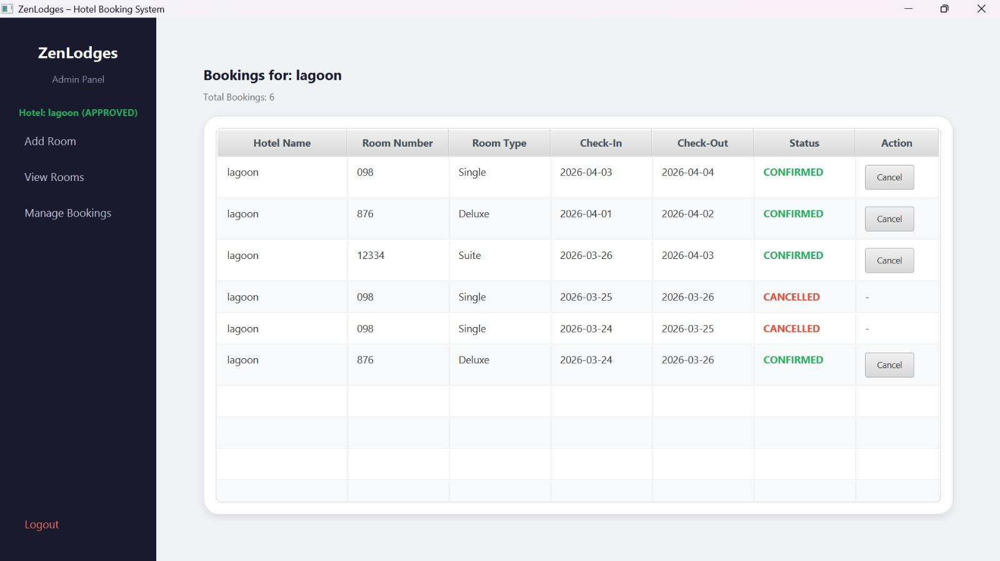 ZenLodges – Hotel Booking System
ZenLodges
Admin Panel
Hotel: lagoon (APPROVED)
Add Room
View Rooms
Manage Bookings
Logout
Bookings for: lagoon
Total Bookings: 6
Hotel Name Room Number Room Type Check-In Check-Out Status Action
lagoon 098 Single 2026-04-03 2026-04-04 CONFIRMED Cancel
lagoon 876 Deluxe 2026-04-01 2026-04-02 CONFIRMED Cancel
lagoon 12334 Suite 2026-03-26 2026-04-03 CONFIRMED Cancel
lagoon 098 Single 2026-03-25 2026-03-26 CANCELLED -
lagoon 098 Single 2026-03-24 2026-03-25 CANCELLED -
lagoon 876 Deluxe 2026-03-24 2026-03-26 CONFIRMED Cancel